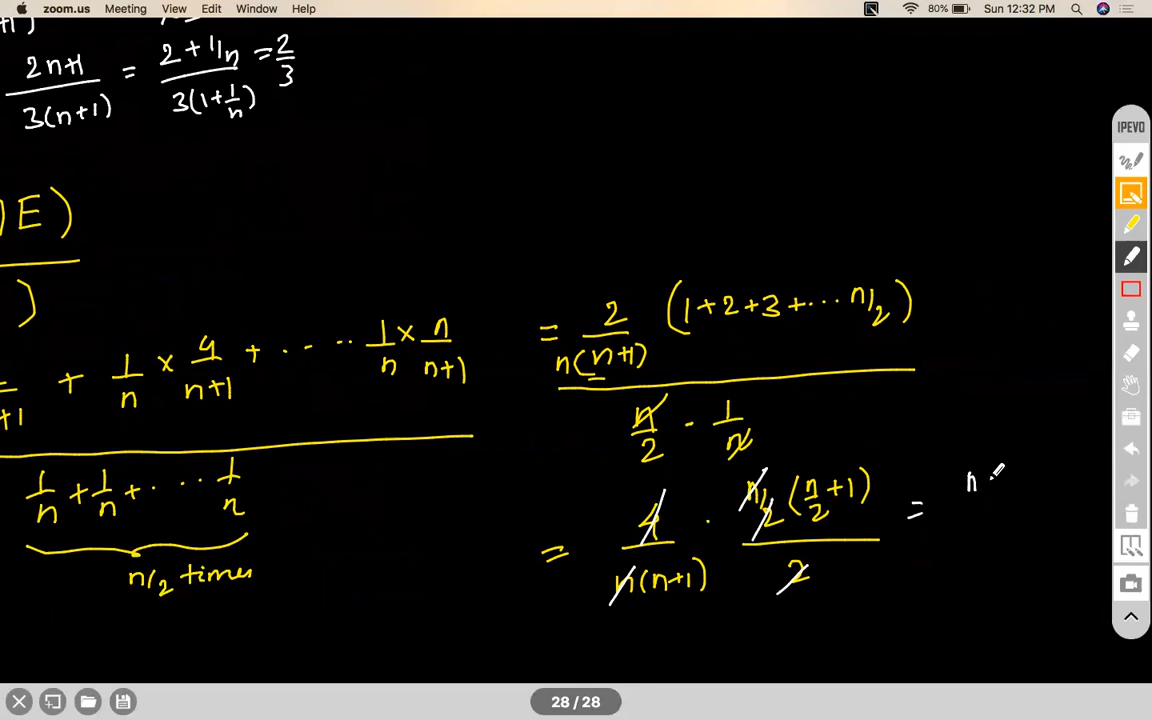 zoom.us Meeting View Edit Window Help 80% Sun 12:32 PM
+1)
2n+1 / 3(n+1) = 2+1/n / 3(1+1/n) = 2/3
IPEVO
E)
)
+ 1/n × 4/n+1 + ..... 1/n × n/n+1
1/n + 1/n + .... 1/n
n/2 times
= 2/n(n+1) (1+2+3+... n/2)
n/2 · 1/n
= 4/n(n+1) · n/2 (n/2+1) / 2 = n
28 / 28